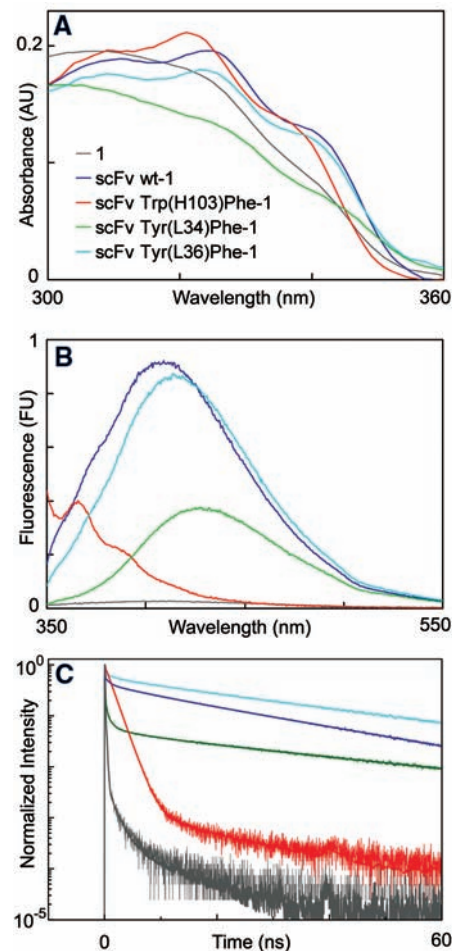 A
0.2
Absorbance (AU)
1
scFv wt-1
scFv Trp(H103)Phe-1
scFv Tyr(L34)Phe-1
scFv Tyr(L36)Phe-1
0
300
Wavelength (nm)
360
B
1
Fluorescence (FU)
0
350
Wavelength (nm)
550
C
10⁰
Normalized Intensity
10⁻⁵
0
Time (ns)
60